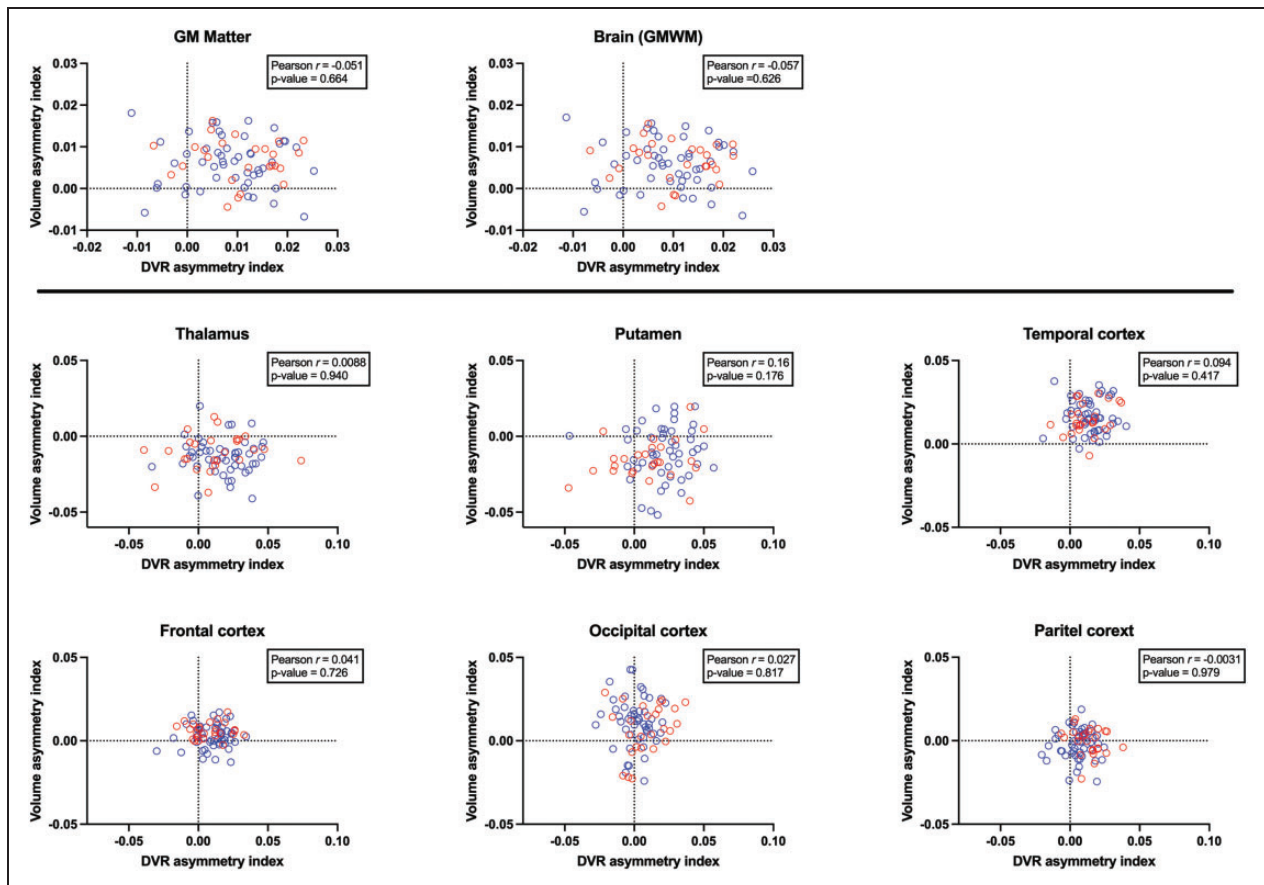 GM Matter
Pearson r = -0.051
p-value = 0.664
0.03
0.02
0.01
0.00
-0.01
Volume asymmetry index
-0.02 -0.01 0.00 0.01 0.02 0.03
DVR asymmetry index
Brain (GMWM)
Pearson r = -0.057
p-value =0.626
0.03
0.02
0.01
0.00
-0.01
Volume asymmetry index
-0.02 -0.01 0.00 0.01 0.02 0.03
DVR asymmetry index
Thalamus
Pearson r = 0.0088
p-value = 0.940
0.05
0.00
-0.05
Volume asymmetry index
-0.05 0.00 0.05 0.10
DVR asymmetry index
Putamen
Pearson r = 0.16
p-value = 0.176
0.05
0.00
-0.05
Volume asymmetry index
-0.05 0.00 0.05 0.10
DVR asymmetry index
Temporal cortex
Pearson r = 0.094
p-value = 0.417
0.05
0.00
-0.05
Volume asymmetry index
-0.05 0.00 0.05 0.10
DVR asymmetry index
Frontal cortex
Pearson r = 0.041
p-value = 0.726
0.05
0.00
-0.05
Volume asymmetry index
-0.05 0.00 0.05 0.10
DVR asymmetry index
Occipital cortex
Pearson r = 0.027
p-value = 0.817
0.05
0.00
-0.05
Volume asymmetry index
-0.05 0.00 0.05 0.10
DVR asymmetry index
Paritel corext
Pearson r = -0.0031
p-value = 0.979
0.05
0.00
-0.05
Volume asymmetry index
-0.05 0.00 0.05 0.10
DVR asymmetry index